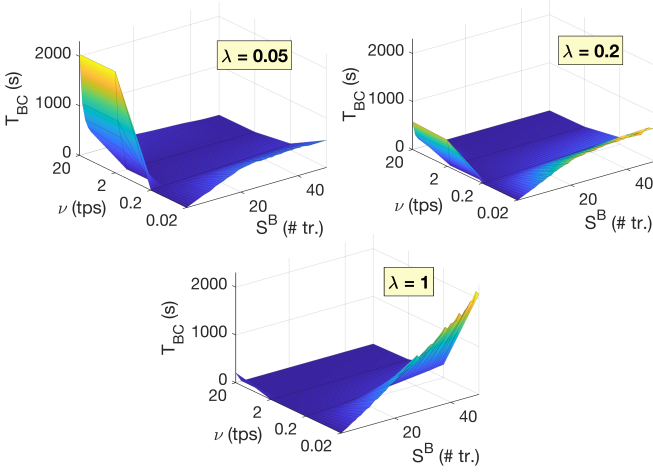 λ = 0.05
T_BC (s)
2000
1000
0
20
2
0.2
0.02
ν (tps)
20
40
S^B (# tr.)
λ = 0.2
T_BC (s)
2000
1000
0
20
2
0.2
0.02
ν (tps)
20
40
S^B (# tr.)
λ = 1
T_BC (s)
2000
1000
0
20
2
0.2
0.02
ν (tps)
20
40
S^B (# tr.)